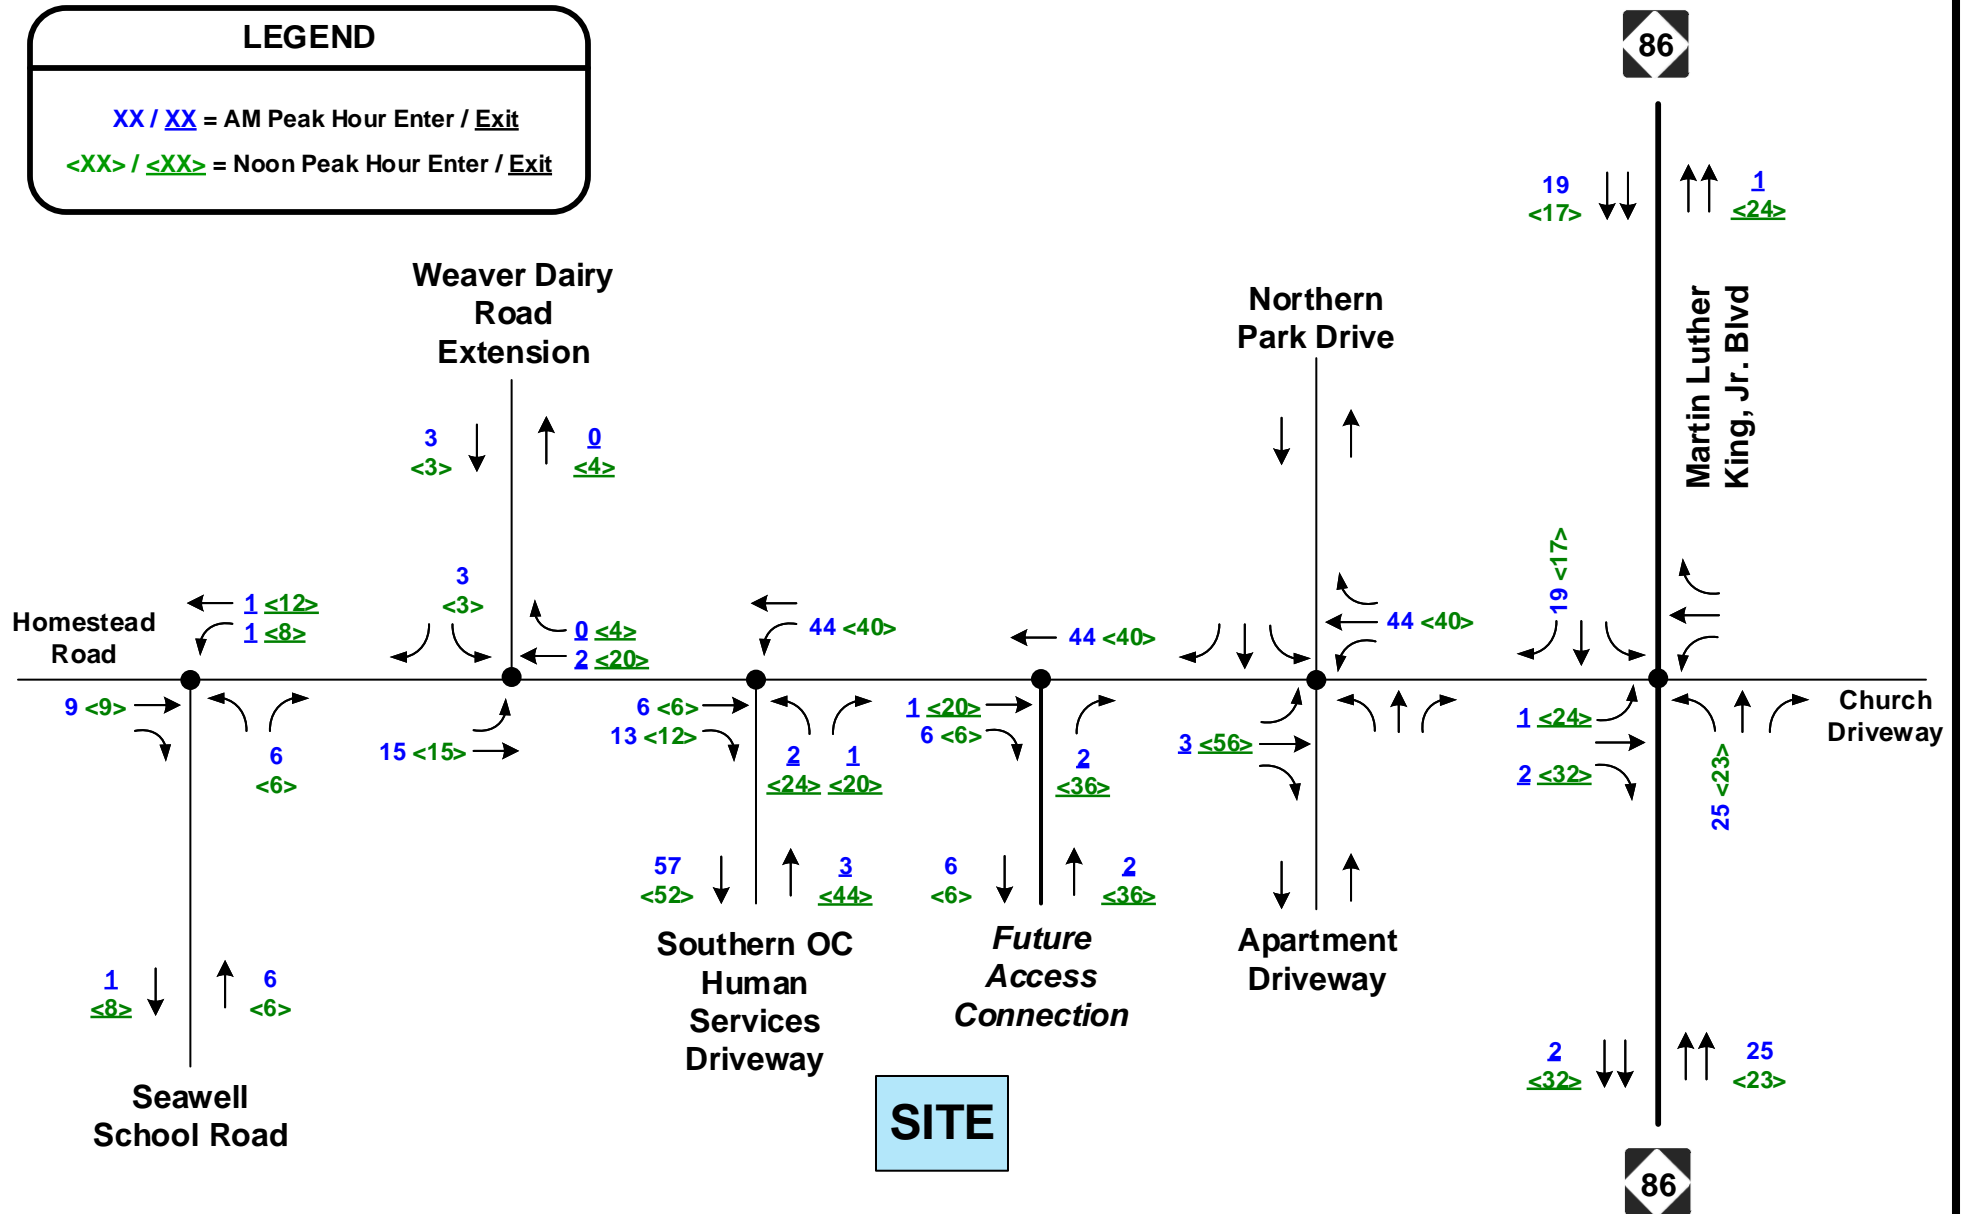 LEGEND
XX / XX = AM Peak Hour Enter / Exit
<XX> / <XX> = Noon Peak Hour Enter / Exit
86
19
<17>
1
<24>
Weaver Dairy
Road
Extension
Northern
Park Drive
Martin Luther
King, Jr. Blvd
3
<3>
0
<4>
19 <17>
3
<3>
1 <12>
1 <8>
0 <4>
2 <20>
44 <40>
44 <40>
44 <40>
Homestead
Road
9 <9>
6
<6>
15 <15>
6 <6>
13 <12>
2
<24>
1
<20>
1 <20>
6 <6>
2
<36>
3 <56>
1 <24>
2 <32>
25 <23>
Church
Driveway
57
<52>
3
<44>
6
<6>
2
<36>
Southern OC
Human
Services
Driveway
Future
Access
Connection
Apartment
Driveway
1
<8>
6
<6>
2
<32>
25
<23>
Seawell
School Road
SITE
86